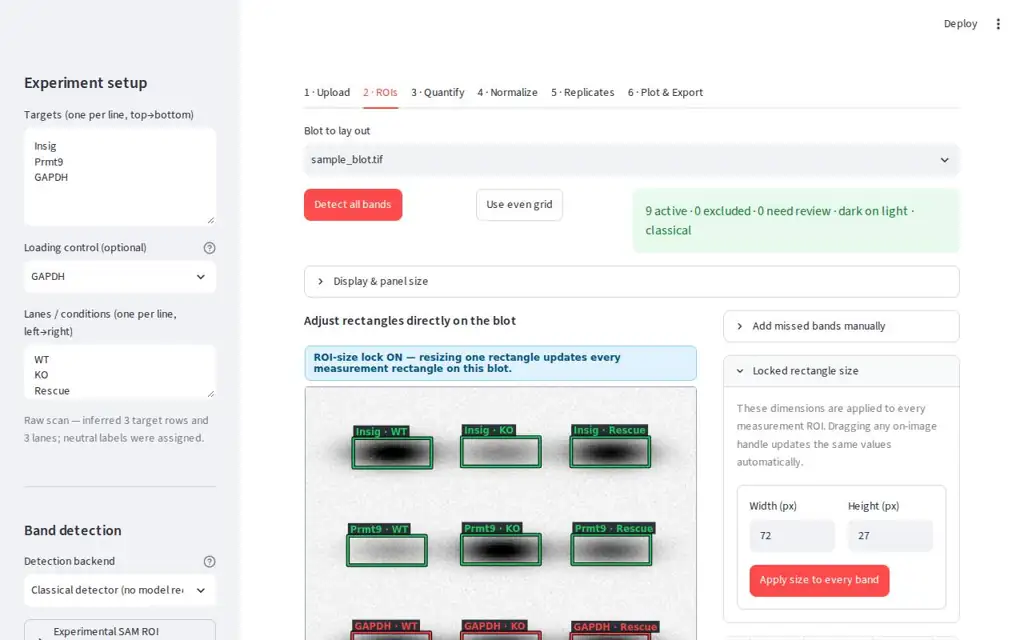 Deploy
Experiment setup
Targets (one per line, top→bottom)
Insig
Prmt9
GAPDH
Loading control (optional)
GAPDH
Lanes / conditions (one per line,
left→right)
WT
KO
Rescue
Raw scan — inferred 3 target rows and
3 lanes; neutral labels were assigned.
Band detection
Detection backend
Classical detector (no model re
Experimental SAM ROI
1 · Upload
2 · ROIs
3 · Quantify
4 · Normalize
5 · Replicates
6 · Plot & Export
Blot to lay out
sample_blot.tif
Detect all bands
Use even grid
9 active · 0 excluded · 0 need review · dark on light ·
classical
Display & panel size
Adjust rectangles directly on the blot
ROI-size lock ON — resizing one rectangle updates every
measurement rectangle on this blot.
Insig · WT
Insig · KO
Insig · Rescue
Prmt9 · WT
Prmt9 · KO
Prmt9 · Rescue
GAPDH · WT
GAPDH · KO
GAPDH · Rescue
Add missed bands manually
Locked rectangle size
These dimensions are applied to every
measurement ROI. Dragging any on-image
handle updates the same values
automatically.
Width (px)
Height (px)
72
27
Apply size to every band